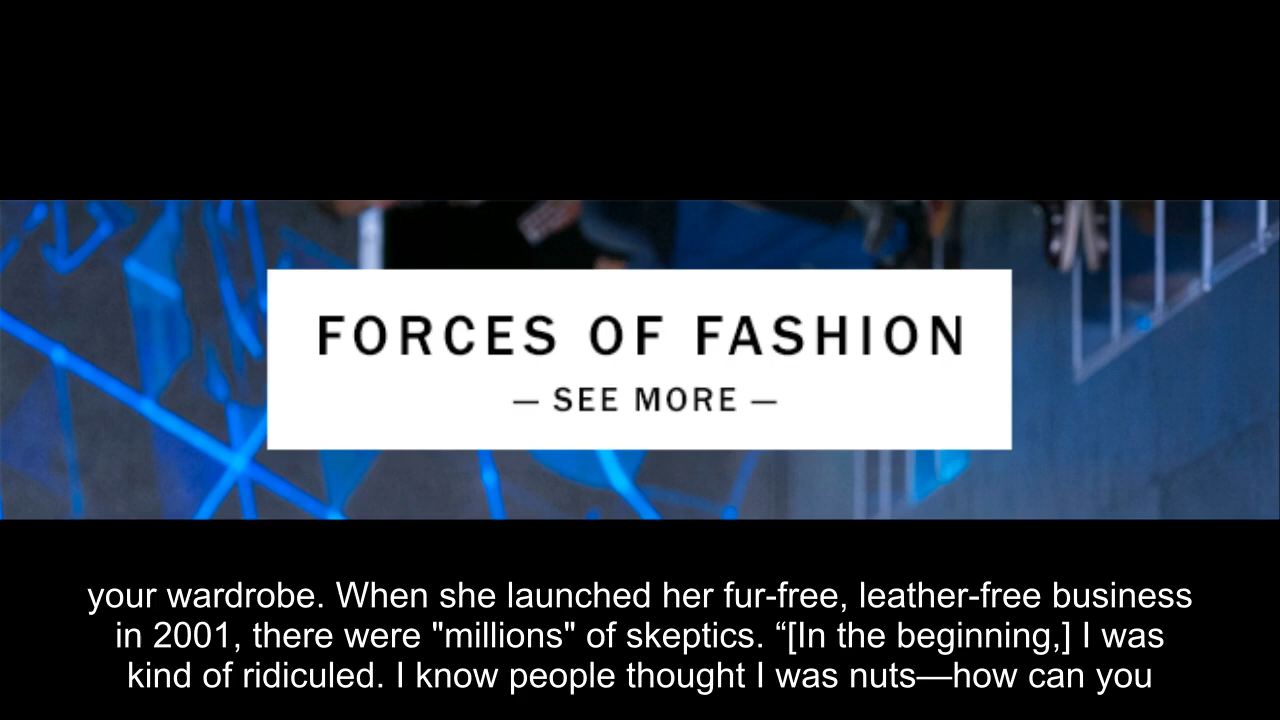 FORCES OF FASHION
— SEE MORE —
your wardrobe. When she launched her fur-free, leather-free business
in 2001, there were "millions" of skeptics. “[In the beginning,] I was
kind of ridiculed. I know people thought I was nuts—how can you